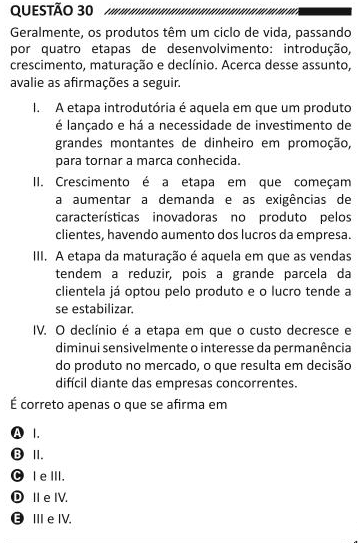 QUESTÃO 30
Geralmente, os produtos têm um ciclo de vida, passando
por quatro etapas de desenvolvimento: introdução,
crescimento, maturação e declínio. Acerca desse assunto,
avalie as afirmações a seguir.
I. A etapa introdutória é aquela em que um produto
é lançado e há a necessidade de investimento de
grandes montantes de dinheiro em promoção,
para tornar a marca conhecida.
II. Crescimento é a etapa em que começam
a aumentar a demanda e as exigências de
características inovadoras no produto pelos
clientes, havendo aumento dos lucros da empresa.
III. A etapa da maturação é aquela em que as vendas
tendem a reduzir, pois a grande parcela da
clientela já optou pelo produto e o lucro tende a
se estabilizar.
IV. O declínio é a etapa em que o custo decresce e
diminui sensivelmente o interesse da permanência
do produto no mercado, o que resulta em decisão
difícil diante das empresas concorrentes.
É correto apenas o que se afirma em
A I.
B II.
C I e III.
D II e IV.
E III e IV.